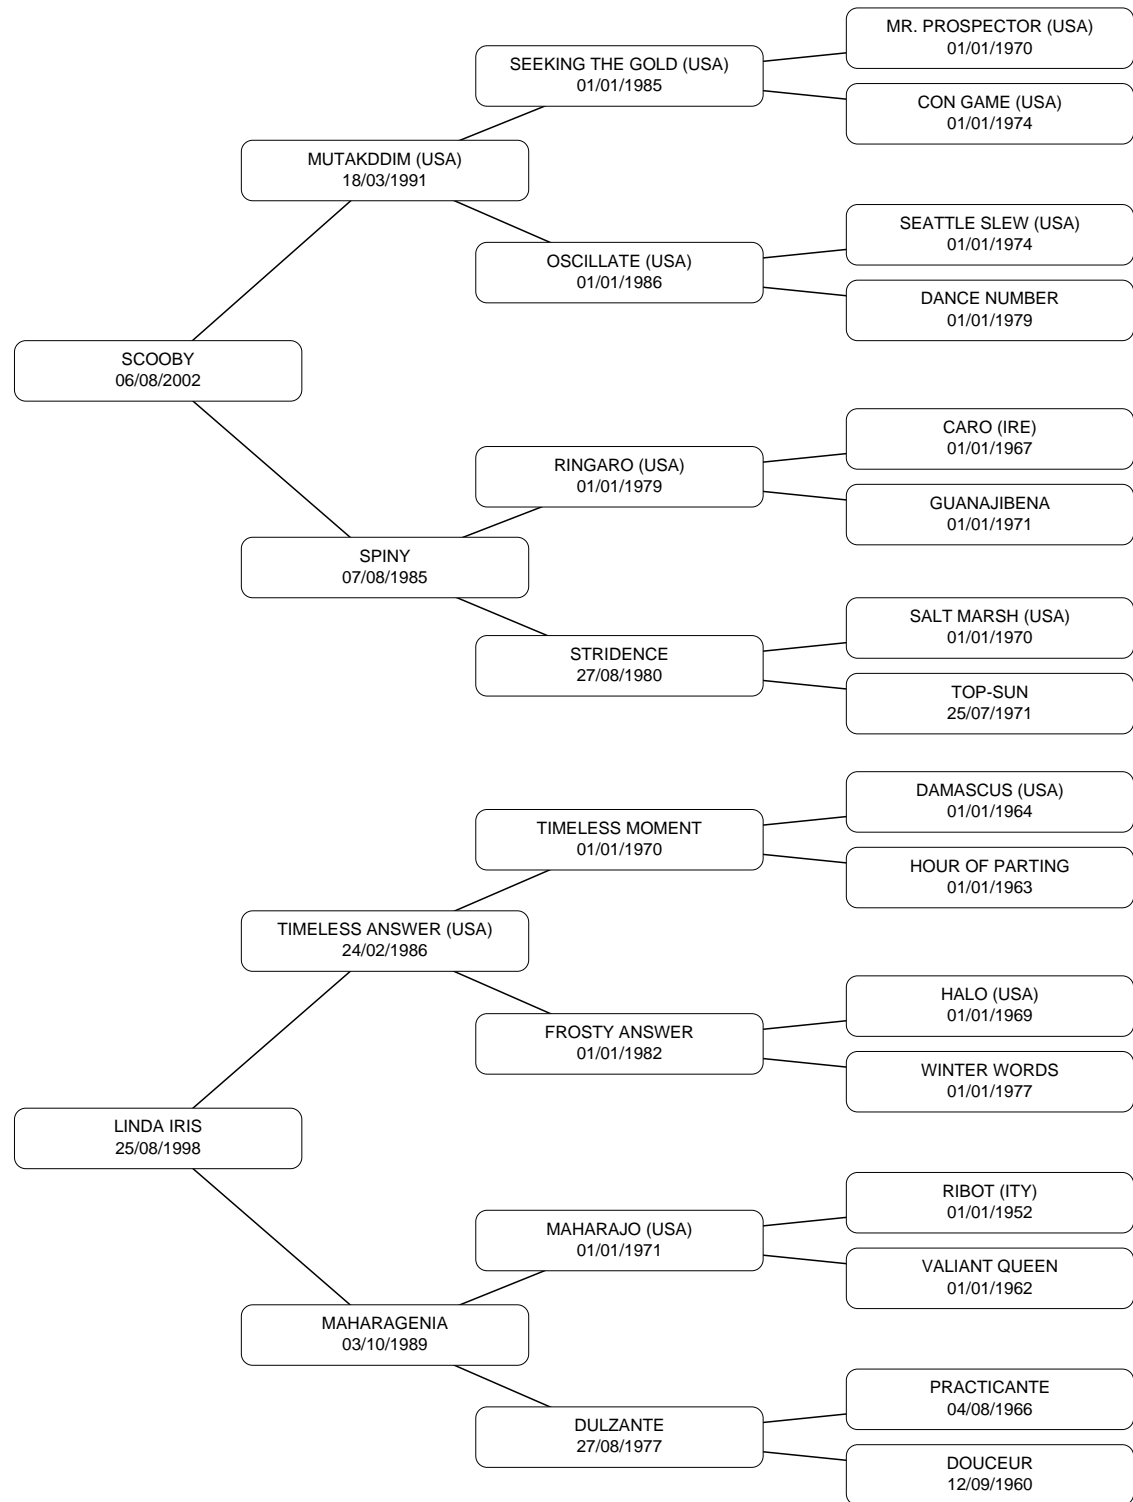 MR. PROSPECTOR (USA)
01/01/1970
SEEKING THE GOLD (USA)
01/01/1985
CON GAME (USA)
01/01/1974
MUTAKDDIM (USA)
18/03/1991
SEATTLE SLEW (USA)
01/01/1974
OSCILLATE (USA)
01/01/1986
DANCE NUMBER
01/01/1979
SCOOBY
06/08/2002
CARO (IRE)
01/01/1967
RINGARO (USA)
01/01/1979
GUANAJIBENA
01/01/1971
SPINY
07/08/1985
SALT MARSH (USA)
01/01/1970
STRIDENCE
27/08/1980
TOP-SUN
25/07/1971
DAMASCUS (USA)
01/01/1964
TIMELESS MOMENT
01/01/1970
HOUR OF PARTING
01/01/1963
TIMELESS ANSWER (USA)
24/02/1986
HALO (USA)
01/01/1969
FROSTY ANSWER
01/01/1982
WINTER WORDS
01/01/1977
LINDA IRIS
25/08/1998
RIBOT (ITY)
01/01/1952
MAHARAJO (USA)
01/01/1971
VALIANT QUEEN
01/01/1962
MAHARAGENIA
03/10/1989
PRACTICANTE
04/08/1966
DULZANTE
27/08/1977
DOUCEUR
12/09/1960